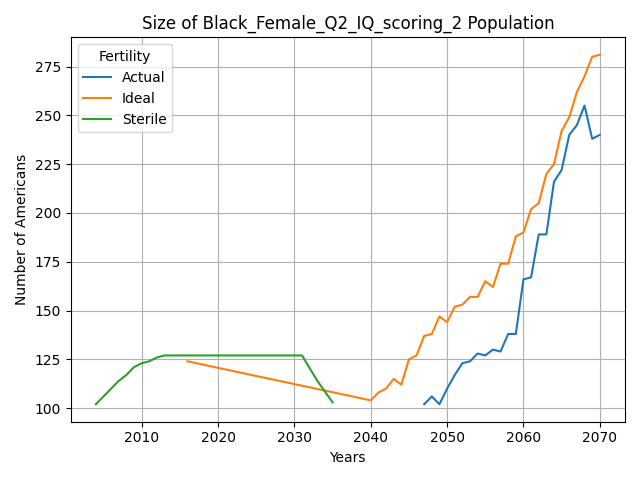 Size of Black_Female_Q2_IQ_scoring_2 Population
Fertility
Actual
Ideal
Sterile
Number of Americans
275
250
225
200
175
150
125
100
2010 2020 2030 2040 2050 2060 2070
Years